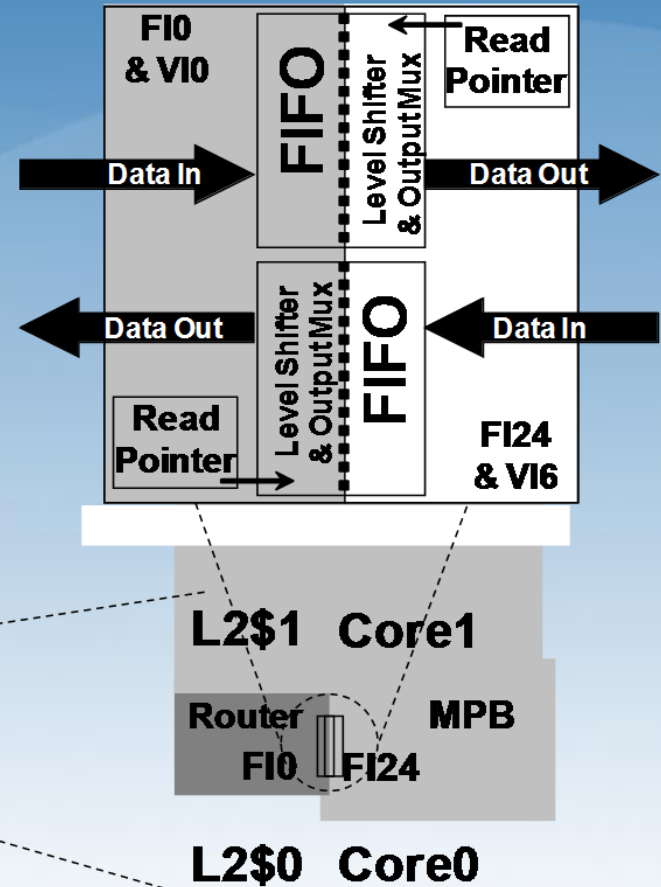 FI0
& VI0
FIFO
Level Shifter
& Output Mux
Read
Pointer
Data In
Data Out
Data Out
Level Shifter
& Output Mux
FIFO
Data In
Read
Pointer
FI24
& VI6
L2$1 Core1
Router
MPB
FI0
FI24
L2$0 Core0